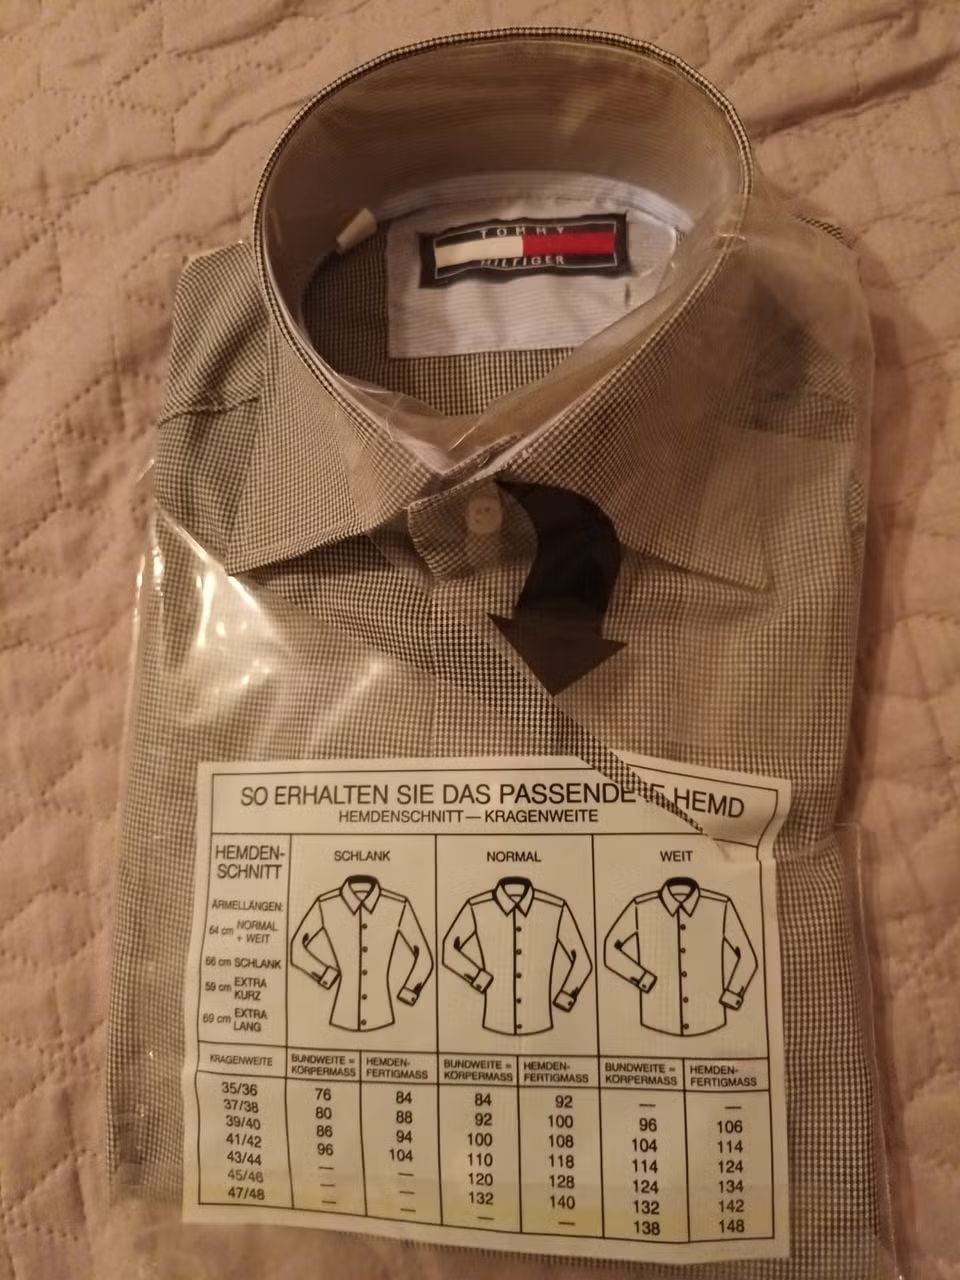 TOMMY
HILFIGER
SO ERHALTEN SIE DAS PASSENDE HEMD
HEMDENSCHNITT — KRAGENWEITE
HEMDEN-
SCHNITT
SCHLANK NORMAL WEIT
ÄRMELLÄNGEN:
64 cm NORMAL
+ WEIT
66 cm SCHLANK
59 cm EXTRA
KURZ
69 cm EXTRA
LANG
KRAGENWEITE BUNDWEITE = HEMDEN- BUNDWEITE = HEMDEN- BUNDWEITE = HEMDEN-
KÖRPERMASS FERTIGMASS KÖRPERMASS FERTIGMASS KÖRPERMASS FERTIGMASS
35/36 76 84 84 92 — —
37/38 80 88 92 100 96 106
39/40 86 94 100 108 104 114
41/42 96 104 110 118 114 124
43/44 — — 120 128 124 134
45/46 — — 132 140 132 142
47/48 — — — — 138 148